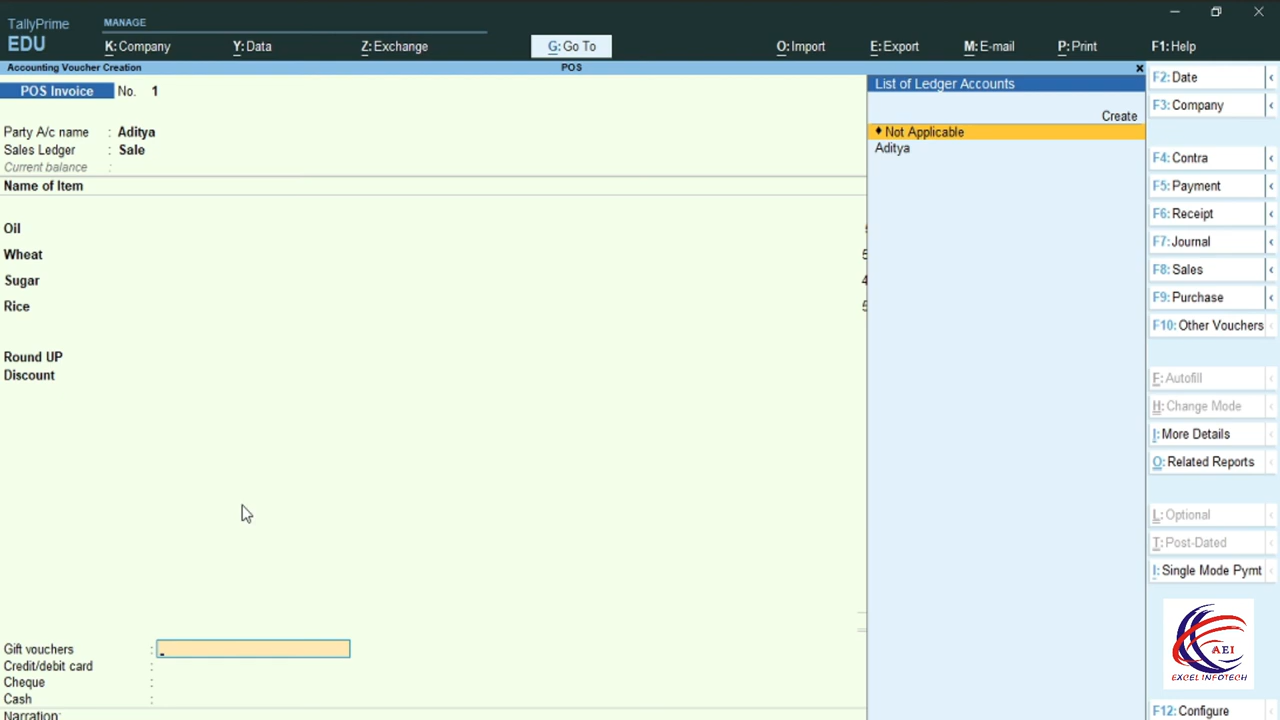 TallyPrime
EDU
MANAGE
K: Company
Y: Data
Z: Exchange
G: Go To
O: Import
E: Export
M: E-mail
P: Print
F1: Help
Accounting Voucher Creation
POS
POS Invoice No. 1
Party A/c name : Aditya
Sales Ledger : Sale
Current balance :
Name of Item
Oil
Wheat
Sugar
Rice
Round UP
Discount
Gift vouchers :
Credit/debit card :
Cheque :
Cash :
Narration:
List of Ledger Accounts
Create
♦ Not Applicable
Aditya
F2: Date
F3: Company
F4: Contra
F5: Payment
F6: Receipt
F7: Journal
F8: Sales
F9: Purchase
F10: Other Vouchers
F: Autofill
H: Change Mode
I: More Details
O: Related Reports
L: Optional
T: Post-Dated
I: Single Mode Pymt
AEI
EXCEL INFOTECH
F12: Configure